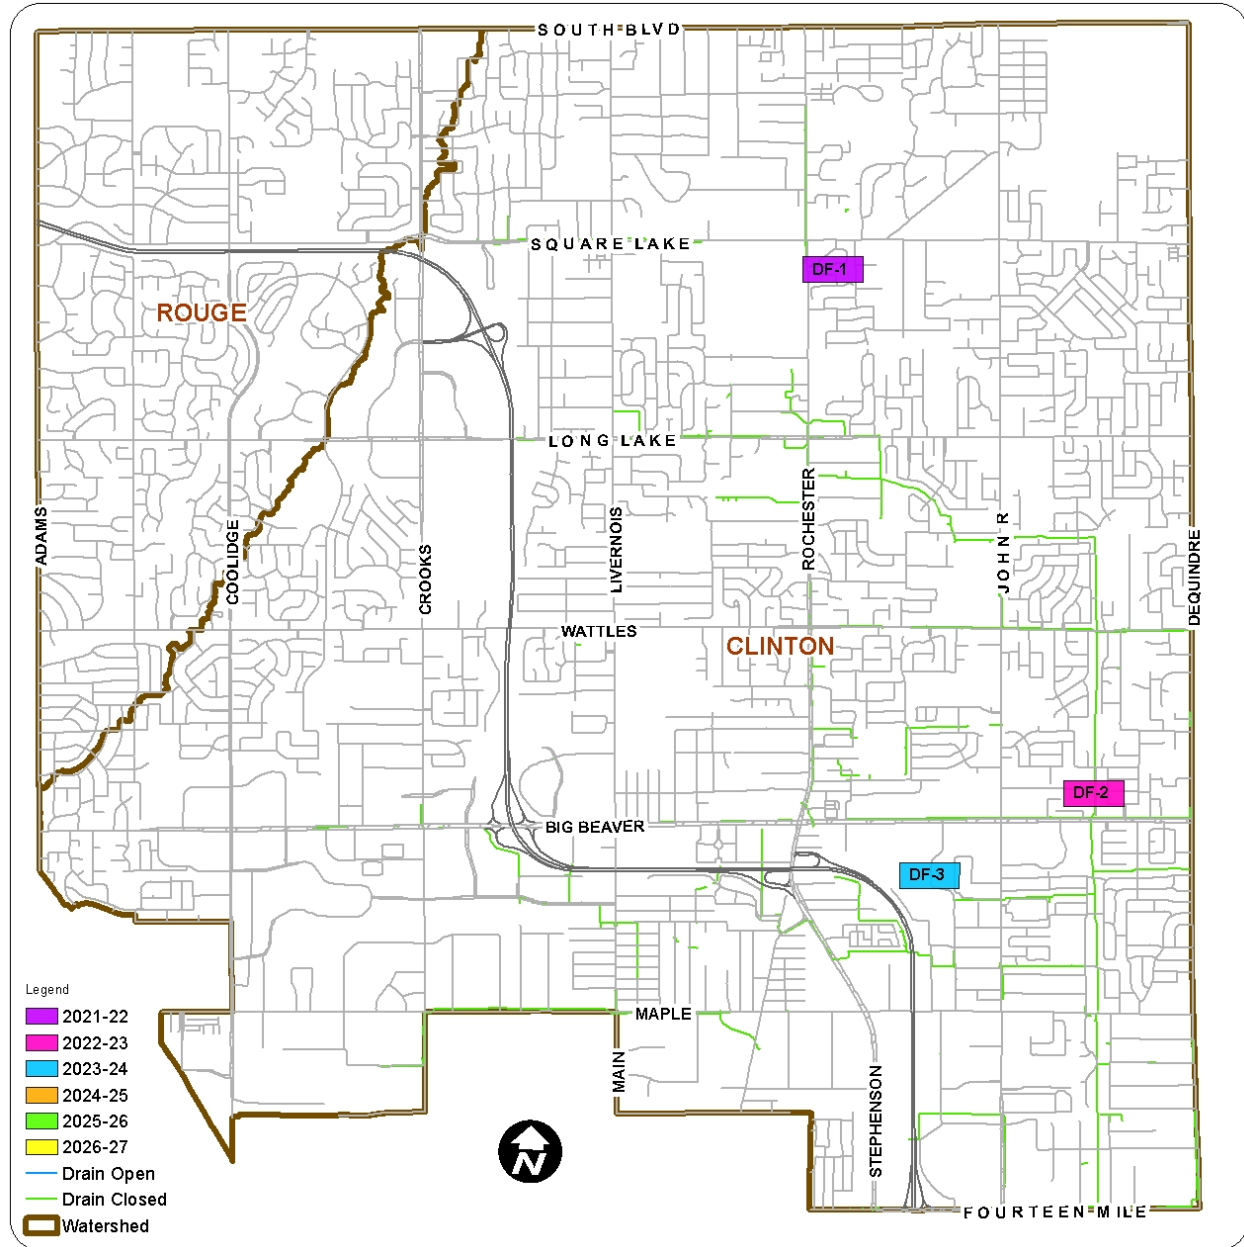 SOUTH BLVD
SQUARE LAKE
DF-1
ROUGE
LONG LAKE
ADAMS
COOLIDGE
CROOKS
LIVERNOIS
ROCHESTER
JOHN R
DEQUINDRE
WATTLES
CLINTON
DF-2
BIG BEAVER
DF-3
MAPLE
MAIN
STEPHENSON
FOURTEEN MILE
N
Legend
2021-22
2022-23
2023-24
2024-25
2025-26
2026-27
Drain Open
Drain Closed
Watershed